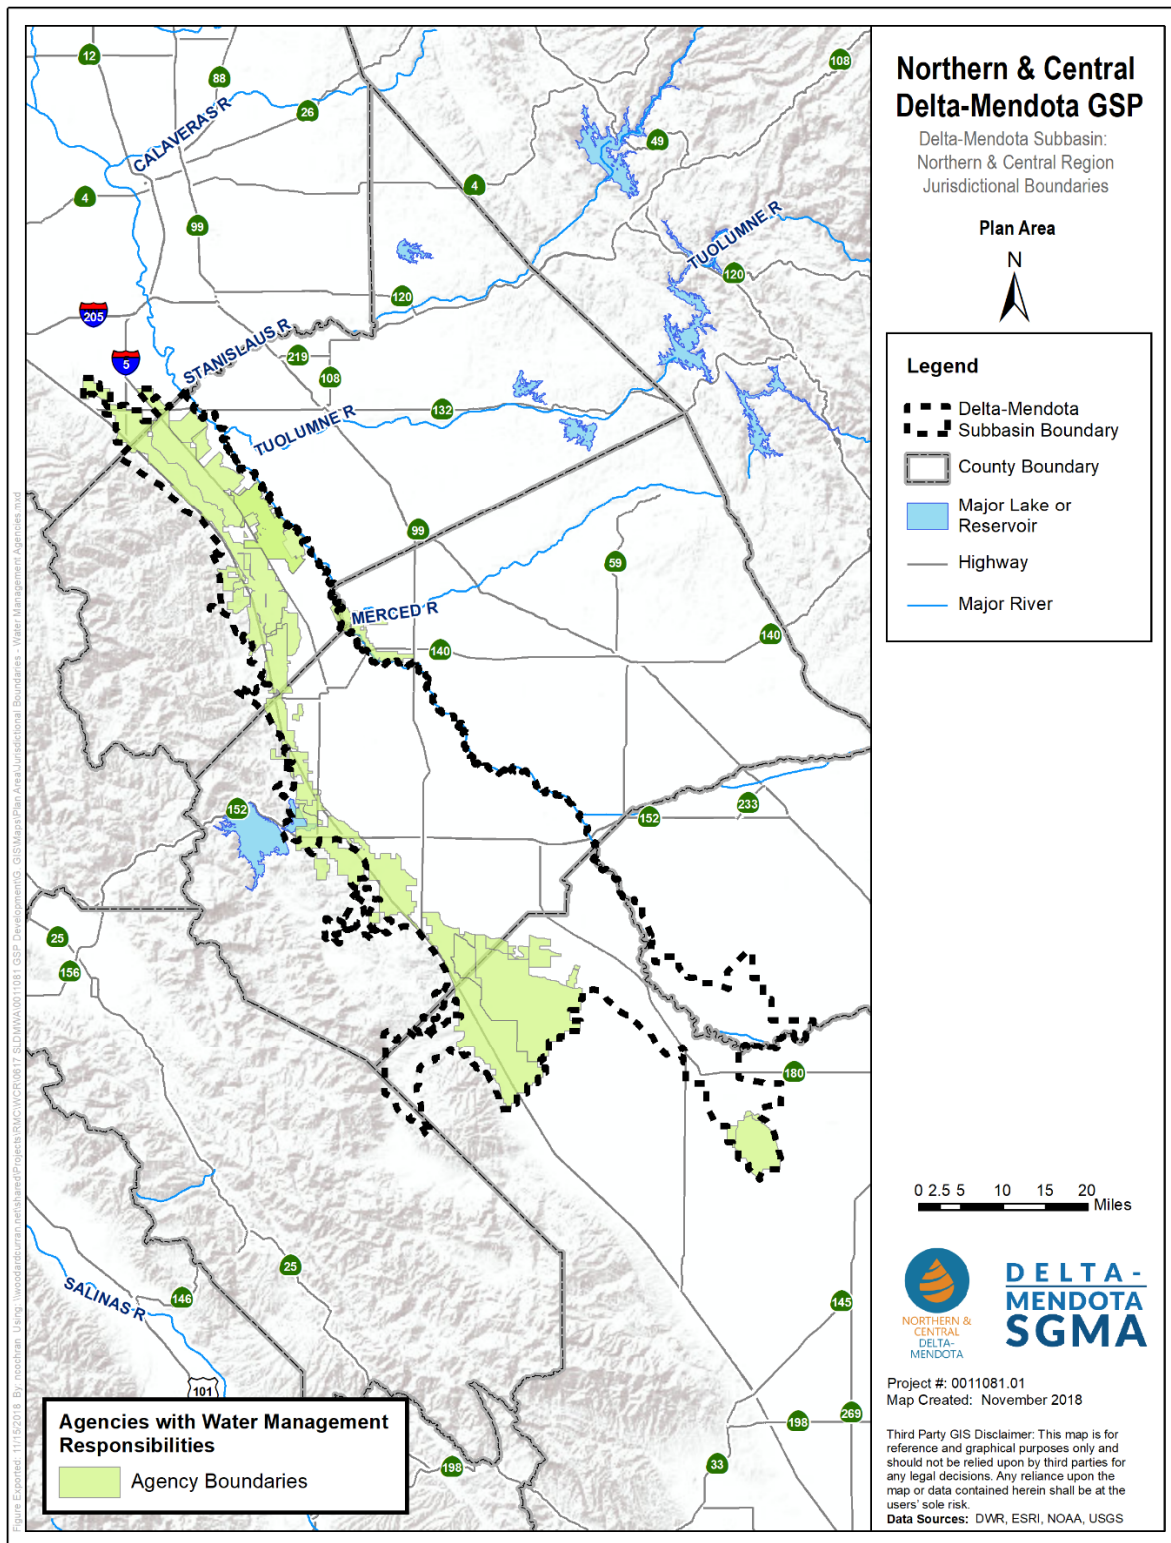 Northern & Central
Delta-Mendota GSP
Delta-Mendota Subbasin:
Northern & Central Region
Jurisdictional Boundaries
Plan Area
N
Legend
Delta-Mendota
Subbasin Boundary
County Boundary
Major Lake or
Reservoir
Highway
Major River
0 2.5 5 10 15 20
Miles
NORTHERN &
CENTRAL
DELTA-
MENDOTA
DELTA-
MENDOTA
SGMA
Project #: 0011081.01
Map Created: November 2018
Third Party GIS Disclaimer: This map is for
reference and graphical purposes only and
should not be relied upon by third parties for
any legal decisions. Any reliance upon the
map or data contained herein shall be at the
users' sole risk.
Data Sources: DWR, ESRI, NOAA, USGS
12
88
108
26
CALAVERAS R
49
4
4
99
TUOLUMNE R
120
120
205
STANISLAUS R
219
5
108
132
TUOLUMNE R
99
59
MERCED R
140
140
152
233
152
25
156
180
25
146
SALINAS R
145
101
198
269
33
198
Agencies with Water Management
Responsibilities
Agency Boundaries